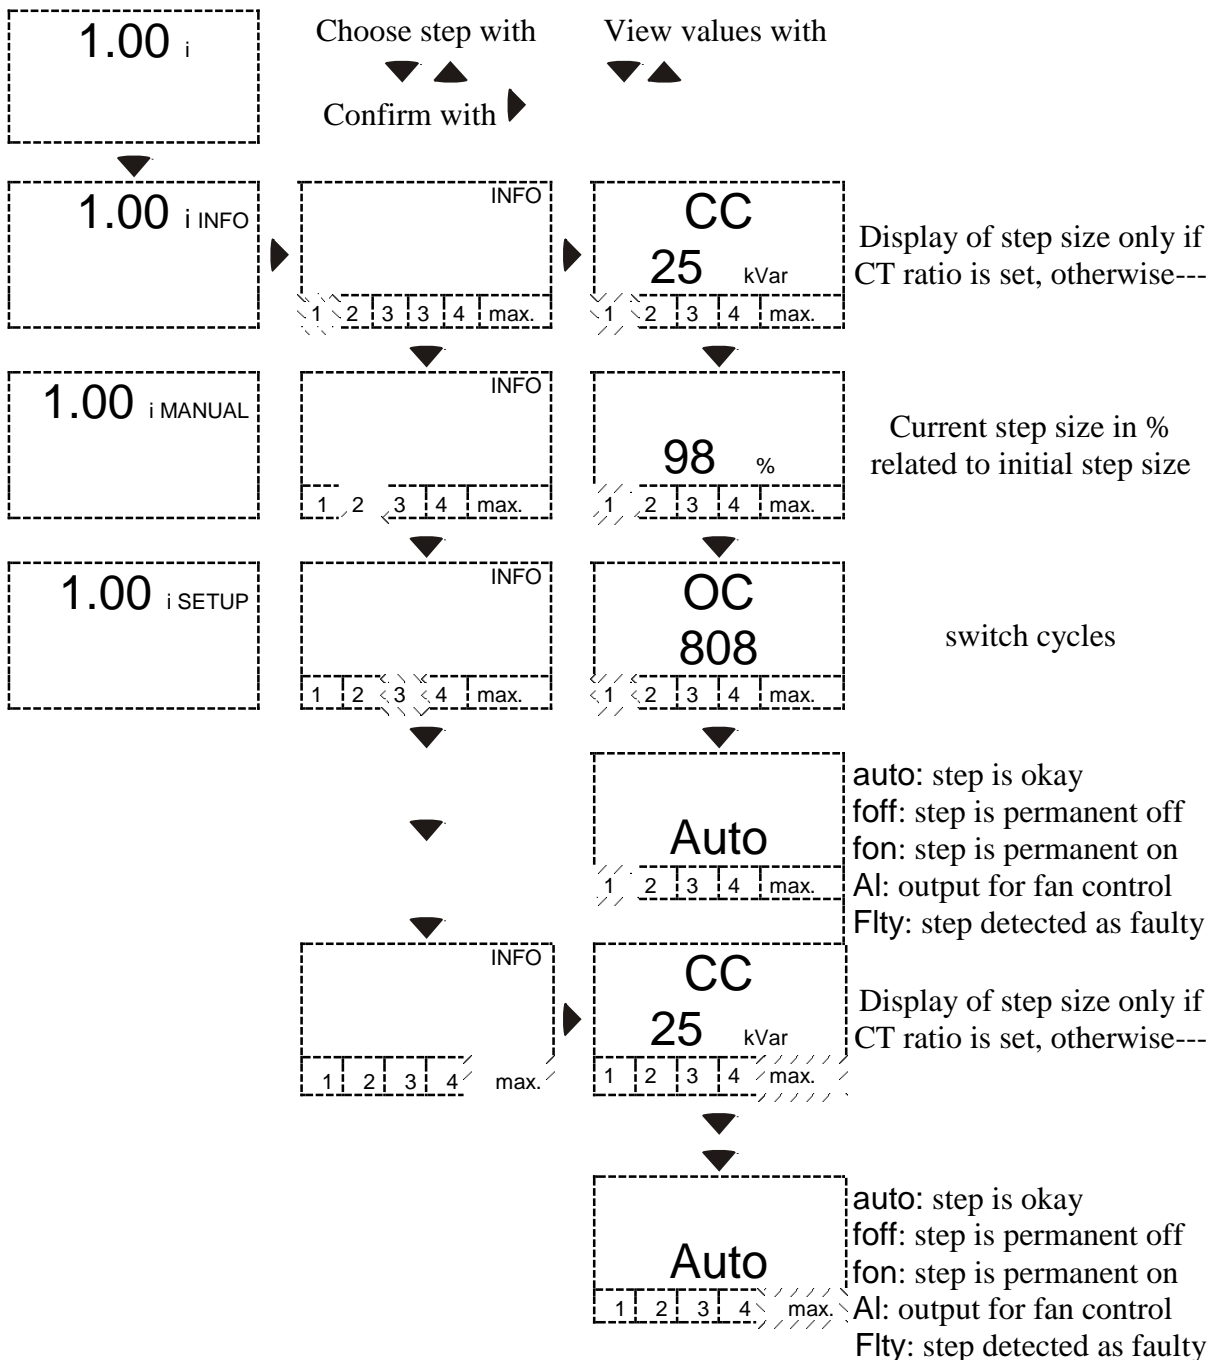 1.00 i
Choose step with
View values with
Confirm with
1.00 i INFO
INFO
1 2 3 3 4 max.
CC
25 kVar
1 2 3 4 max.
Display of step size only if
CT ratio is set, otherwise---
1.00 i MANUAL
INFO
1 2 3 4 max.
98 %
1 2 3 4 max.
Current step size in %
related to initial step size
1.00 i SETUP
INFO
1 2 3 4 max.
OC
808
1 2 3 4 max.
switch cycles
Auto
1 2 3 4 max.
auto: step is okay
foff: step is permanent off
fon: step is permanent on
Al: output for fan control
Flty: step detected as faulty
INFO
1 2 3 4 max.
CC
25 kVar
1 2 3 4 max.
Display of step size only if
CT ratio is set, otherwise---
Auto
1 2 3 4 max.
auto: step is okay
foff: step is permanent off
fon: step is permanent on
Al: output for fan control
Flty: step detected as faulty